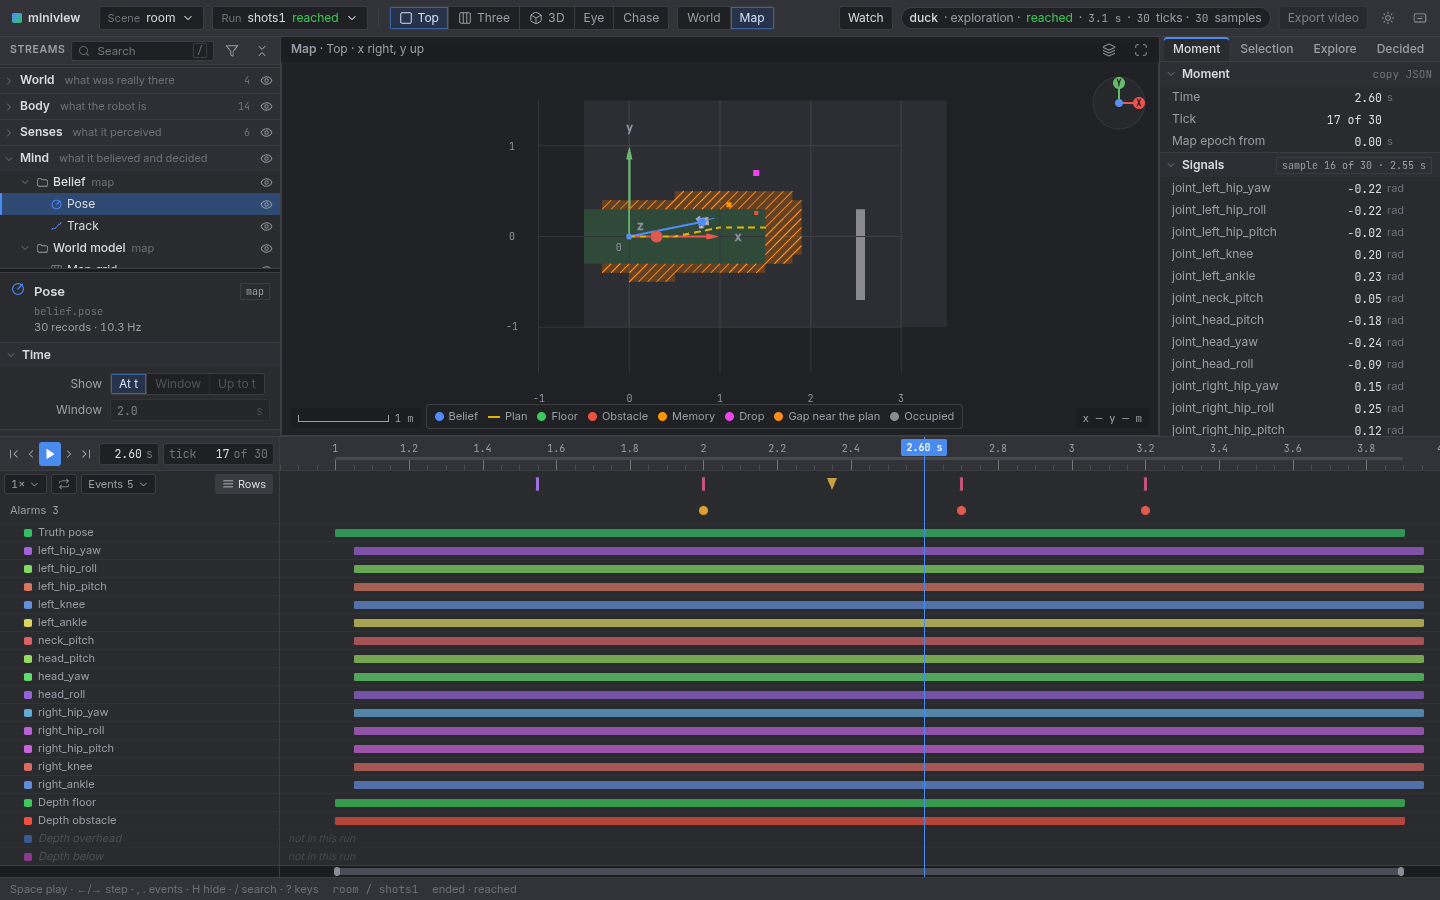 miniview
Scene room
Run shots1 reached
Top Three 3D Eye Chase
World Map
Watch
duck · exploration · reached · 3.1 s · 30 ticks · 30 samples
Export video
STREAMS
Search /
World what was really there 4
Body what the robot is 14
Senses what it perceived 6
Mind what it believed and decided
Belief map
Pose
Track
World model map
Pose map
belief.pose
30 records · 10.3 Hz
Time
Show At t Window Up to t
Window 2.0 s
Map · Top · x right, y up
Y
X
y
z
x
0
1
0
-1
-1 0 1 2 3
1 m
Belief Plan Floor Obstacle Memory Drop Gap near the plan Occupied
x — y — m
Moment Selection Explore Decided
Moment copy JSON
Time 2.60 s
Tick 17 of 30
Map epoch from 0.00 s
Signals sample 16 of 30 · 2.55 s
joint_left_hip_yaw -0.22 rad
joint_left_hip_roll -0.22 rad
joint_left_hip_pitch -0.02 rad
joint_left_knee 0.20 rad
joint_left_ankle 0.23 rad
joint_neck_pitch 0.05 rad
joint_head_pitch -0.18 rad
joint_head_yaw -0.24 rad
joint_head_roll -0.09 rad
joint_right_hip_yaw 0.15 rad
joint_right_hip_roll 0.25 rad
joint_right_hip_pitch 0.12 rad
2.60 s tick 17 of 30
1 1.2 1.4 1.6 1.8 2 2.2 2.4 2.60 s 2.8 3 3.2 3.4 3.6 3.8
1× Events 5 Rows
Alarms 3
Truth pose
left_hip_yaw
left_hip_roll
left_hip_pitch
left_knee
left_ankle
neck_pitch
head_pitch
head_yaw
head_roll
right_hip_yaw
right_hip_roll
right_hip_pitch
right_knee
right_ankle
Depth floor
Depth obstacle
Depth overhead not in this run
Depth below not in this run
Space play · ←/→ step · , . events · H hide · / search · ? keys room / shots1 ended · reached